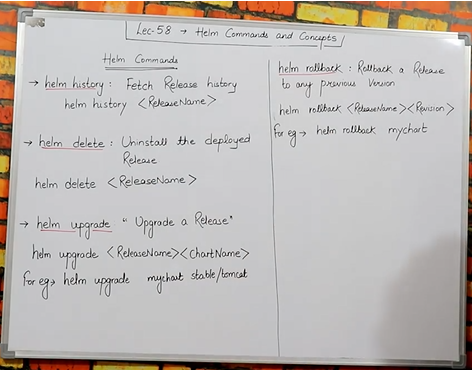 Lec-58 → Helm Commands and Concepts
Helm Commands
→ helm history : Fetch Release history
helm history <ReleaseName>
→ helm delete : Uninstall the deployed
Release
helm delete <ReleaseName>
→ helm upgrade : " Upgrade a Release"
helm upgrade <ReleaseName><ChartName>
For eg→ helm upgrade mychart stable/tomcat
helm rollback : Rollback a Release
to any previous version
helm rollback <ReleaseName><Revision>
For eg→ helm rollback mychart